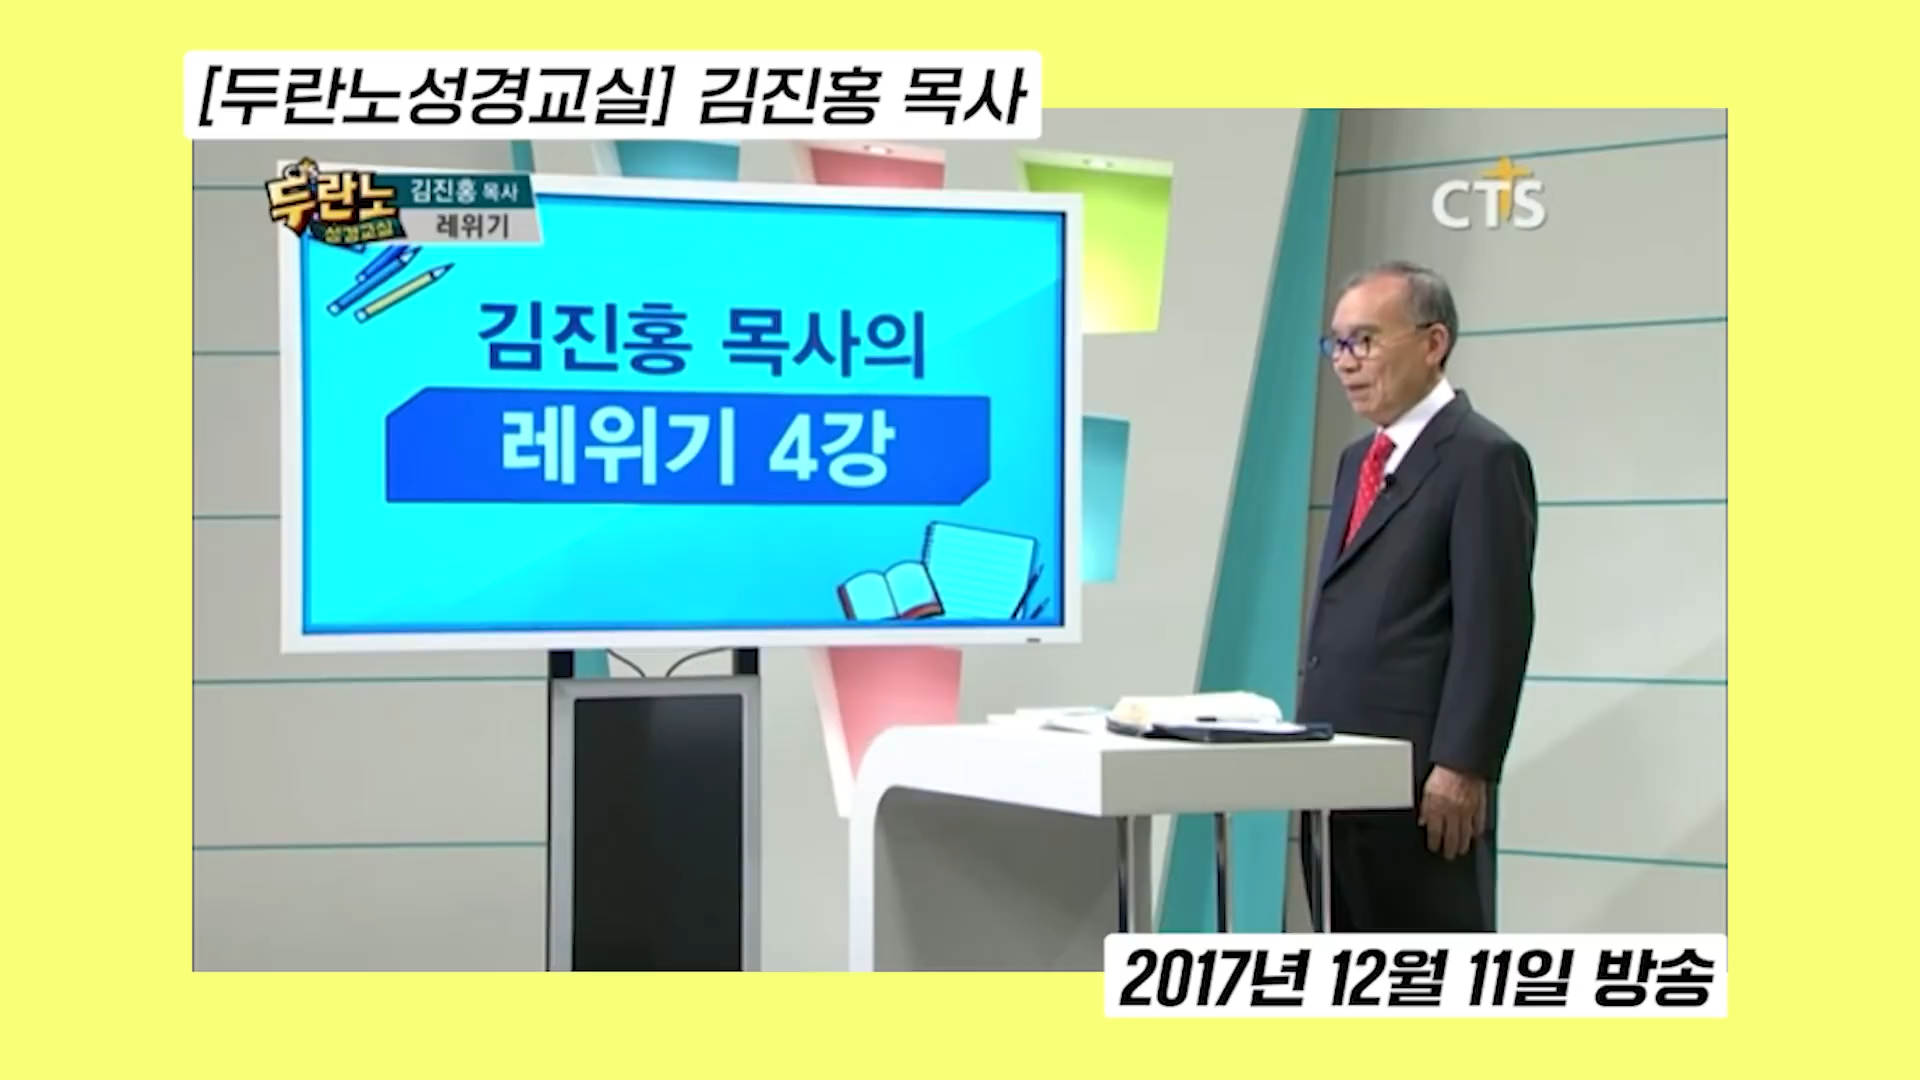 [두란노성경교실] 김진홍 목사
두란노
성경교실
김진홍 목사
레위기
CTS
김진홍 목사의
레위기 4강
2017년 12월 11일 방송